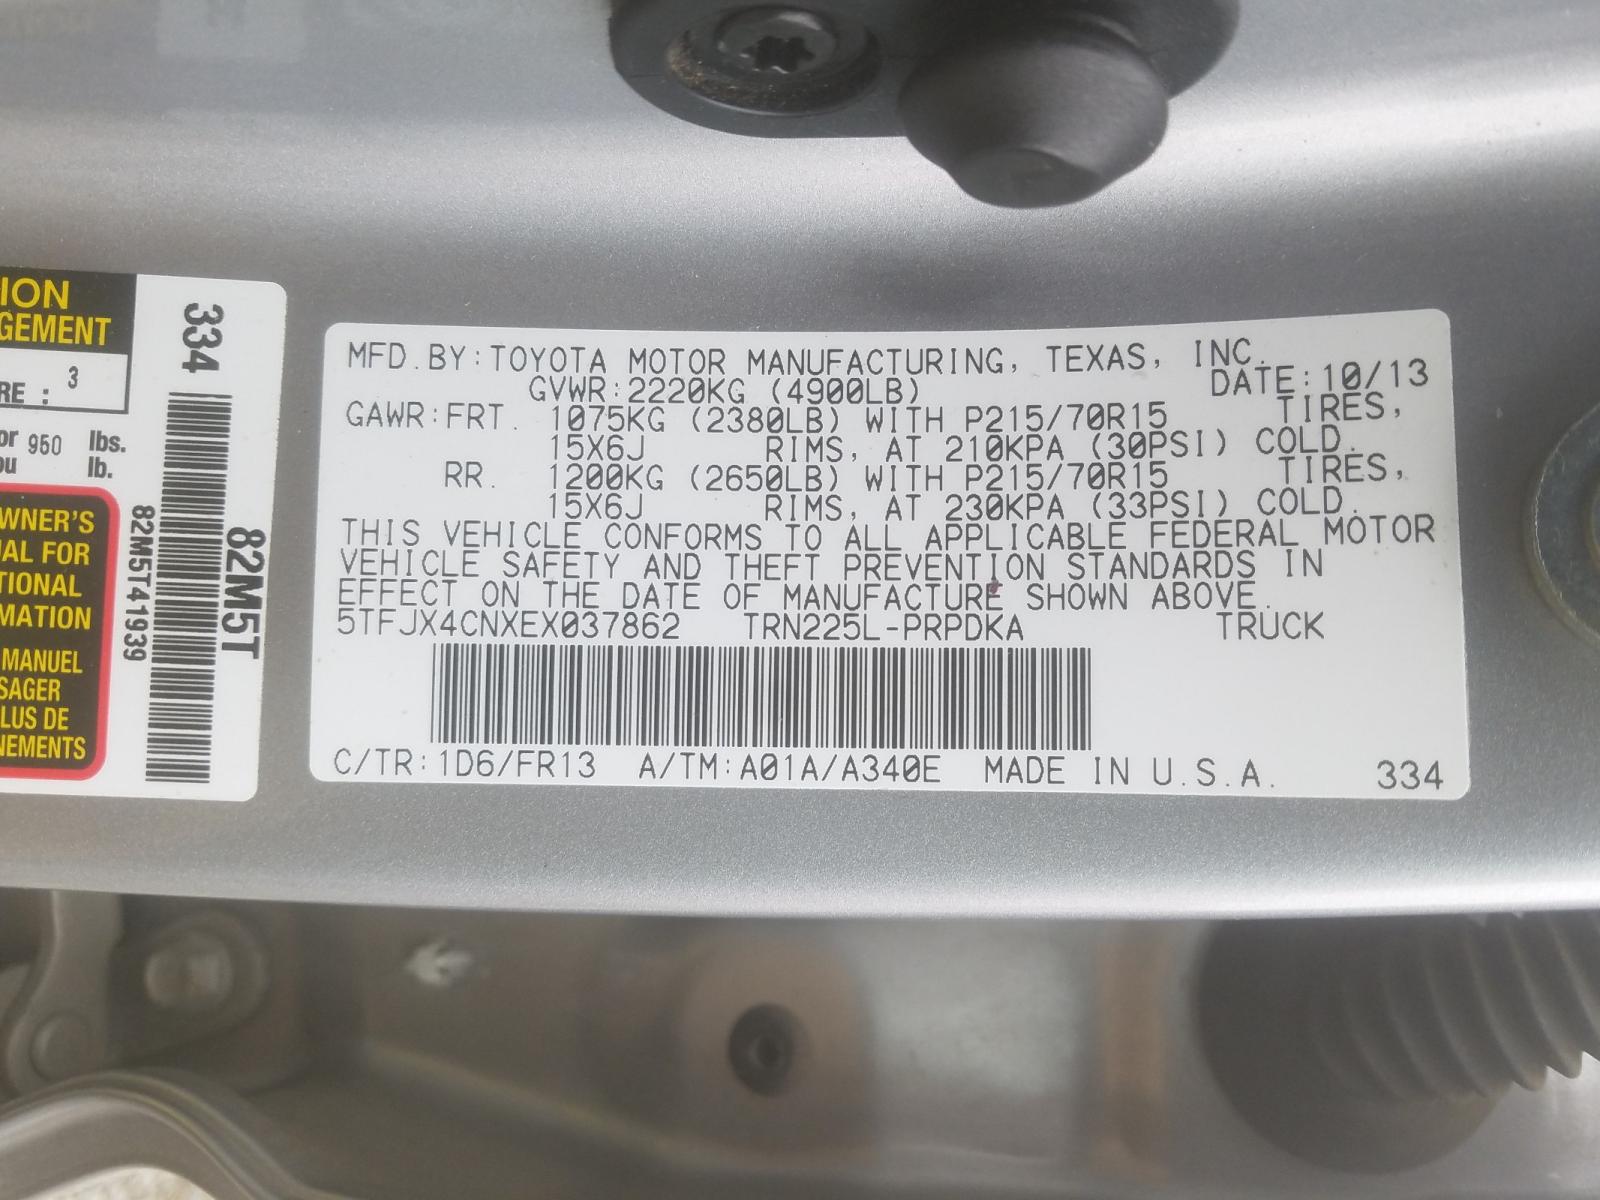 ION
GEMENT
RE : 3
or 950 lbs.
ou lb.
WNER'S
UAL FOR
TIONAL
RMATION
MANUEL
SAGER
LUS DE
NEMENTS
334
82M5T41939
82M5T
MFD. BY: TOYOTA MOTOR MANUFACTURING, TEXAS, INC.
GVWR: 2220KG (4900LB) DATE: 10/13
GAWR: FRT. 1075KG (2380LB) WITH P215/70R15 TIRES,
15X6J RIMS, AT 210KPA (30PSI) COLD.
RR. 1200KG (2650LB) WITH P215/70R15 TIRES,
15X6J RIMS, AT 230KPA (33PSI) COLD.
THIS VEHICLE CONFORMS TO ALL APPLICABLE FEDERAL MOTOR
VEHICLE SAFETY AND THEFT PREVENTION STANDARDS IN
EFFECT ON THE DATE OF MANUFACTURE SHOWN ABOVE.
5TFJX4CNXEX037862 TRN225L-PRPDKA TRUCK
C/TR: 1D6/FR13 A/TM: A01A/A340E MADE IN U.S.A. 334